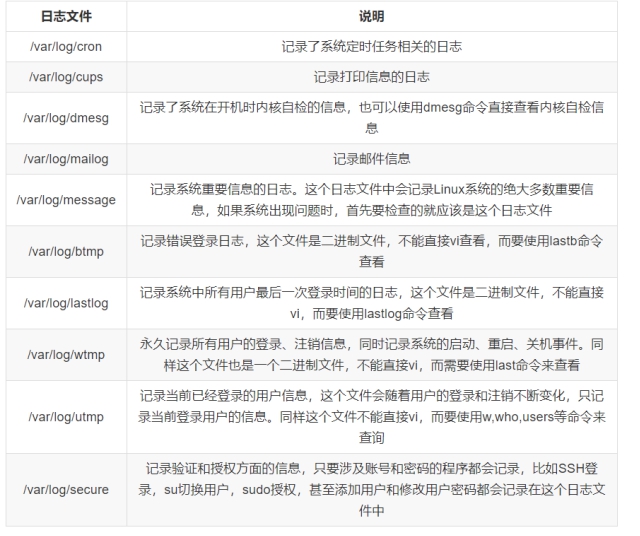 日志文件 说明
/var/log/cron 记录了系统定时任务相关的日志
/var/log/cups 记录打印信息的日志
/var/log/dmesg 记录了系统在开机时内核自检的信息，也可以使用dmesg命令直接查看内核自检信
息
/var/log/mailog 记录邮件信息
/var/log/message 记录系统重要信息的日志。这个日志文件中会记录Linux系统的绝大多数重要信
息，如果系统出现问题时，首先要检查的就应该是这个日志文件
/var/log/btmp 记录错误登录日志，这个文件是二进制文件，不能直接vi查看，而要使用lastb命令
查看
/var/log/lastlog 记录系统中所有用户最后一次登录时间的日志，这个文件是二进制文件，不能直接
vi，而要使用lastlog命令查看
/var/log/wtmp 永久记录所有用户的登录、注销信息，同时记录系统的启动、重启、关机事件。同
样这个文件也是一个二进制文件，不能直接vi，而需要使用last命令来查看
/var/log/utmp 记录当前已经登录的用户信息，这个文件会随着用户的登录和注销不断变化，只记
录当前登录用户的信息。同样这个文件不能直接vi，而要使用w,who,users等命令来
查询
/var/log/secure 记录验证和授权方面的信息，只要涉及账号和密码的程序都会记录，比如SSH登
录，su切换用户，sudo授权，甚至添加用户和修改用户密码都会记录在这个日志文
件中